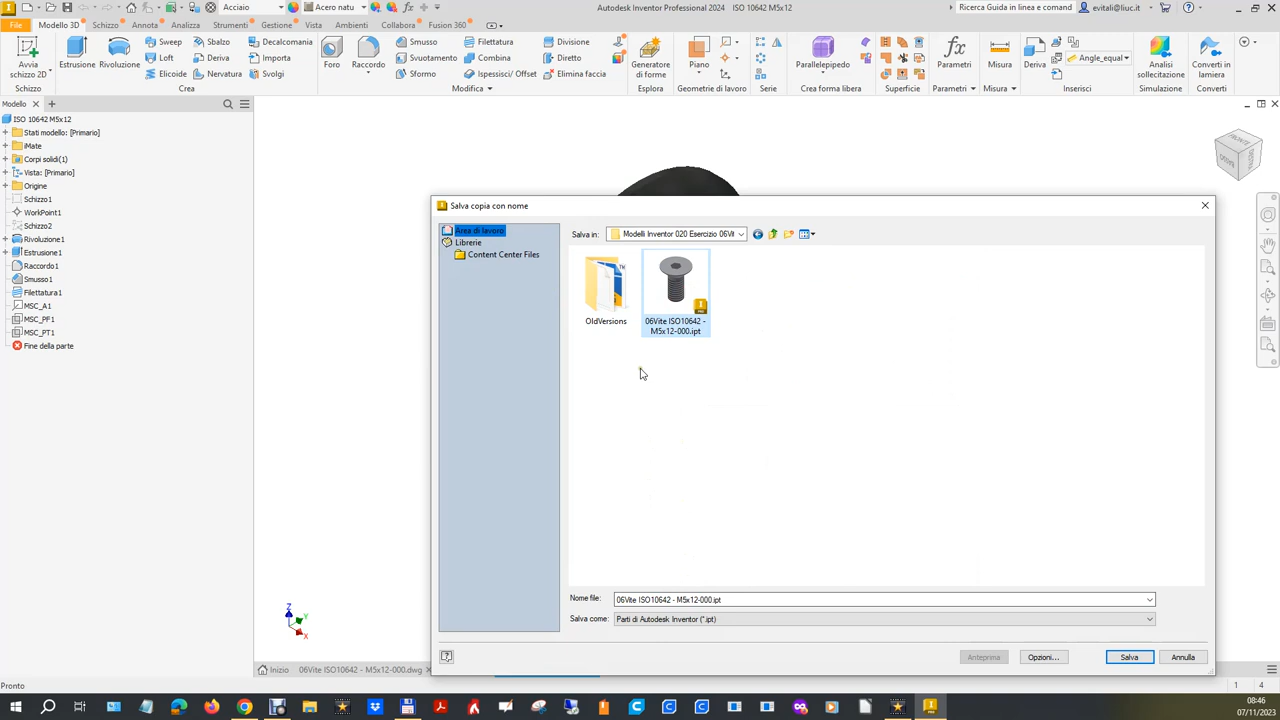 Acciaio
Acero natu
Autodesk Inventor Professional 2024 ISO 10642 M5x12
Ricerca Guida in linea e comand
evitali@liuc.it
File
Modello 3D
Schizzo
Annota
Analizza
Strumenti
Gestione
Vista
Ambienti
Collabora
Fusion 360
Avvia
schizzo 2D
Estrusione
Rivoluzione
Sweep
Sbalzo
Decalcomania
Loft
Deriva
Importa
Elicoide
Nervatura
Svolgi
Foro
Raccordo
Smusso
Filettatura
Divisione
Svuotamento
Combina
Diretto
Sformo
Ispessisci/ Offset
Elimina faccia
Generatore
di forme
Piano
Parallelepipedo
Parametri
Misura
Deriva
Angle_equal
Analisi
sollecitazione
Converti in
lamiera
Schizzo
Crea
Modifica
Esplora
Geometrie di lavoro
Serie
Crea forma libera
Superficie
Parametri
Misura
Inserisci
Simulazione
Converti
Modello
ISO 10642 M5x12
Stati modello: [Primario]
iMate
Corpi solidi(1)
Vista: [Primario]
Origine
Schizzo1
WorkPoint1
Schizzo2
Rivoluzione1
Estrusione1
Raccordo1
Smusso1
Filettatura1
MSC_A1
MSC_PF1
MSC_PT1
Fine della parte
Salva copia con nome
Area di lavoro
Librerie
Content Center Files
Salva in:
Modelli Inventor 020 Esercizio 06Vit
OldVersions
06Vite ISO10642 -
M5x12-000.ipt
Nome file:
06Vite ISO10642 - M5x12-000.ipt
Salva come:
Parti di Autodesk Inventor (*.ipt)
Anteprima
Opzioni...
Salva
Annulla
Z
Y
X
Inizio
06Vite ISO10642 - M5x12-000.dwg
Pronto
1
4
08:46
07/11/2023